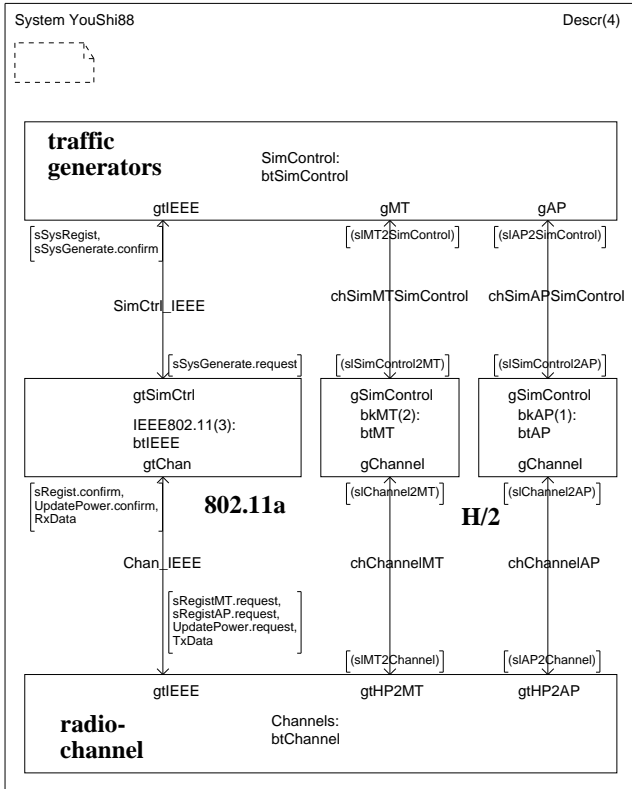 System YouShi88
Descr(4)
traffic
generators
SimControl:
btSimControl
gtIEEE
gMT
gAP
sSysRegist,
sSysGenerate.confirm
(slMT2SimControl)
(slAP2SimControl)
SimCtrl_IEEE
chSimMTSimControl
chSimAPSimControl
sSysGenerate.request
(slSimControl2MT)
(slSimControl2AP)
gtSimCtrl
IEEE802.11(3):
btIEEE
gtChan
gSimControl
bkMT(2):
btMT
gChannel
gSimControl
bkAP(1):
btAP
gChannel
sRegist.confirm,
UpdatePower.confirm,
RxData
802.11a
(slChannel2MT)
H/2
(slChannel2AP)
Chan_IEEE
chChannelMT
chChannelAP
sRegistMT.request,
sRegistAP.request,
UpdatePower.request,
TxData
(slMT2Channel)
(slAP2Channel)
gtIEEE
gtHP2MT
gtHP2AP
radio-
channel
Channels:
btChannel